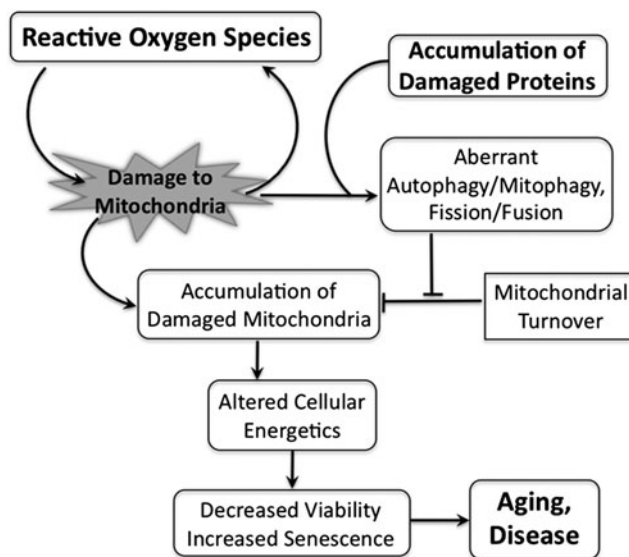 Reactive Oxygen Species
Accumulation of
Damaged Proteins
Damage to
Mitochondria
Aberrant
Autophagy/Mitophagy,
Fission/Fusion
Accumulation of
Damaged Mitochondria
Mitochondrial
Turnover
Altered Cellular
Energetics
Decreased Viability
Increased Senescence
Aging,
Disease